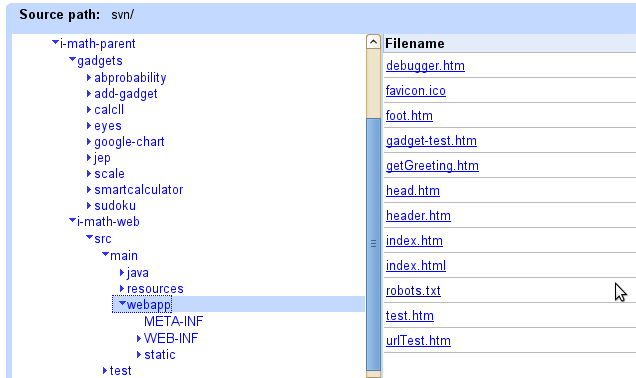 Source path: svn/
i-math-parent
gadgets
abprobability
add-gadget
calcll
eyes
google-chart
jep
scale
smartcalculator
sudoku
i-math-web
src
main
java
resources
webapp
META-INF
WEB-INF
static
test
Filename
debugger.htm
favicon.ico
foot.htm
gadget-test.htm
getGreeting.htm
head.htm
header.htm
index.htm
index.html
robots.txt
test.htm
urlTest.htm